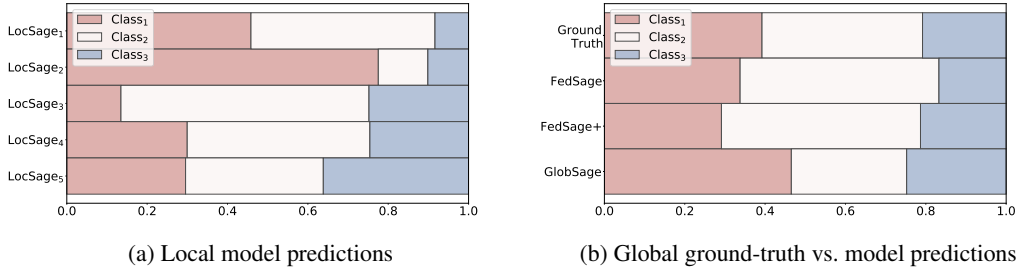 Class₁
Class₂
Class₃
LocSage₁
LocSage₂
LocSage₃
LocSage₄
LocSage₅
0.0 0.2 0.4 0.6 0.8 1.0
(a) Local model predictions
Class₁
Class₂
Class₃
Ground
Truth
FedSage
FedSage+
GlobSage
0.0 0.2 0.4 0.6 0.8 1.0
(b) Global ground-truth vs. model predictions